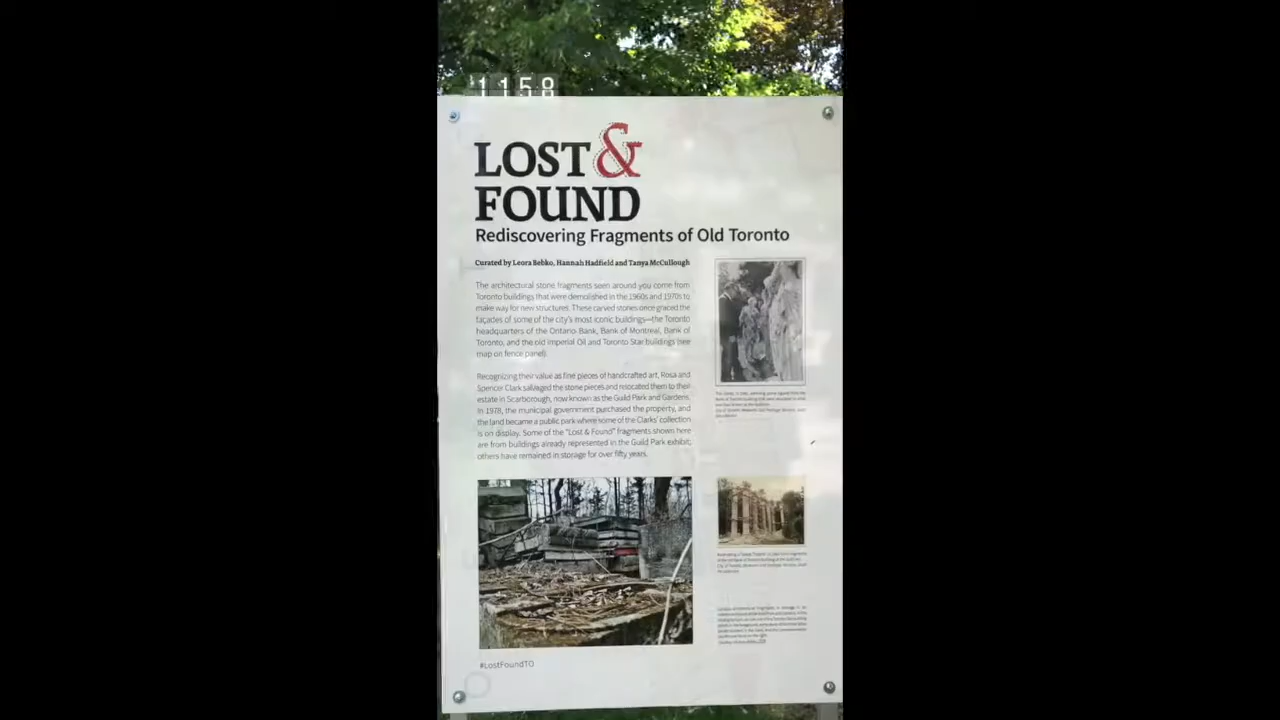 1158
LOST &
FOUND
Rediscovering Fragments of Old Toronto
Curated by Leora Bebko, Hannah Hadfield and Tanya McCullough
The architectural stone fragments seen around you come from
Toronto buildings that were demolished in the 1960s and 1970s to
make way for new structures. These carved stones once graced the
façades of some of the city's most iconic buildings—the Toronto
headquarters of the Ontario Bank, Bank of Montreal, Bank of
Toronto, and the old Imperial Oil and Toronto Star buildings (see
map on fence panel).
Recognizing their value as fine pieces of handcrafted art, Rosa and
Spencer Clark salvaged the stone pieces and relocated them to their
estate in Scarborough, now known as the Guild Park and Gardens.
In 1978, the municipal government purchased the property, and
the land became a public park where some of the Clarks' collection
is on display. Some of the "Lost & Found" fragments shown here
are from buildings already represented in the Guild Park exhibit;
others have remained in storage for over fifty years.
#LostFoundTO